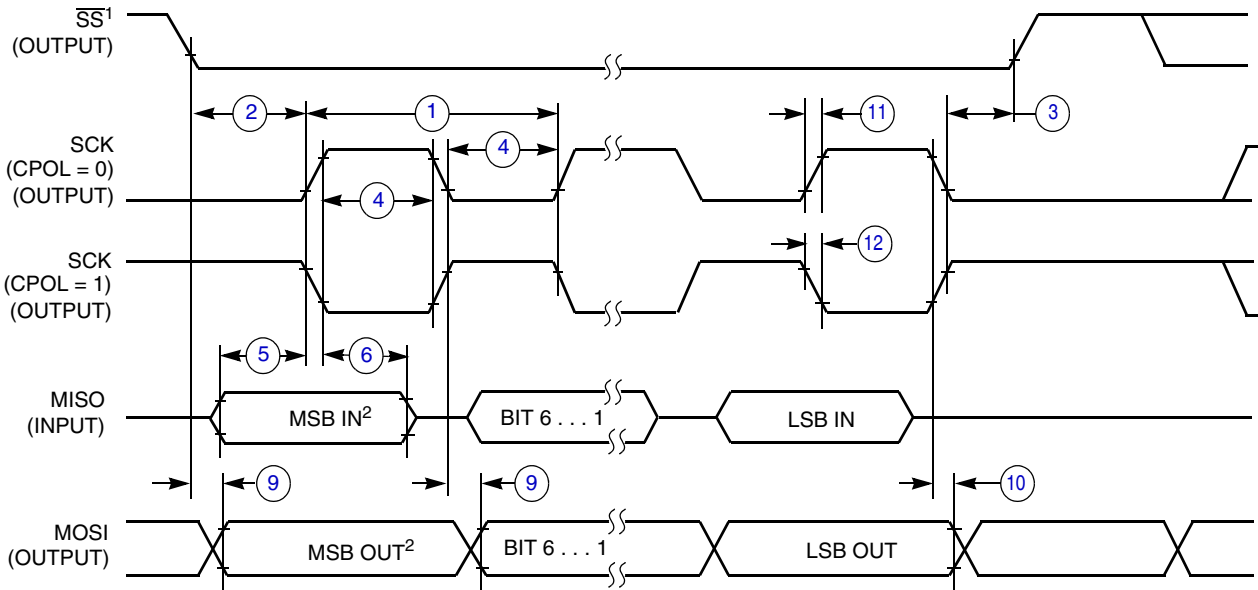 S̅S̅¹
(OUTPUT)
2
1
11
3
SCK
(CPOL = 0)
(OUTPUT)
4
4
12
SCK
(CPOL = 1)
(OUTPUT)
5
6
MISO
(INPUT)
MSB IN²
BIT 6 . . . 1
LSB IN
9
9
10
MOSI
(OUTPUT)
MSB OUT²
BIT 6 . . . 1
LSB OUT